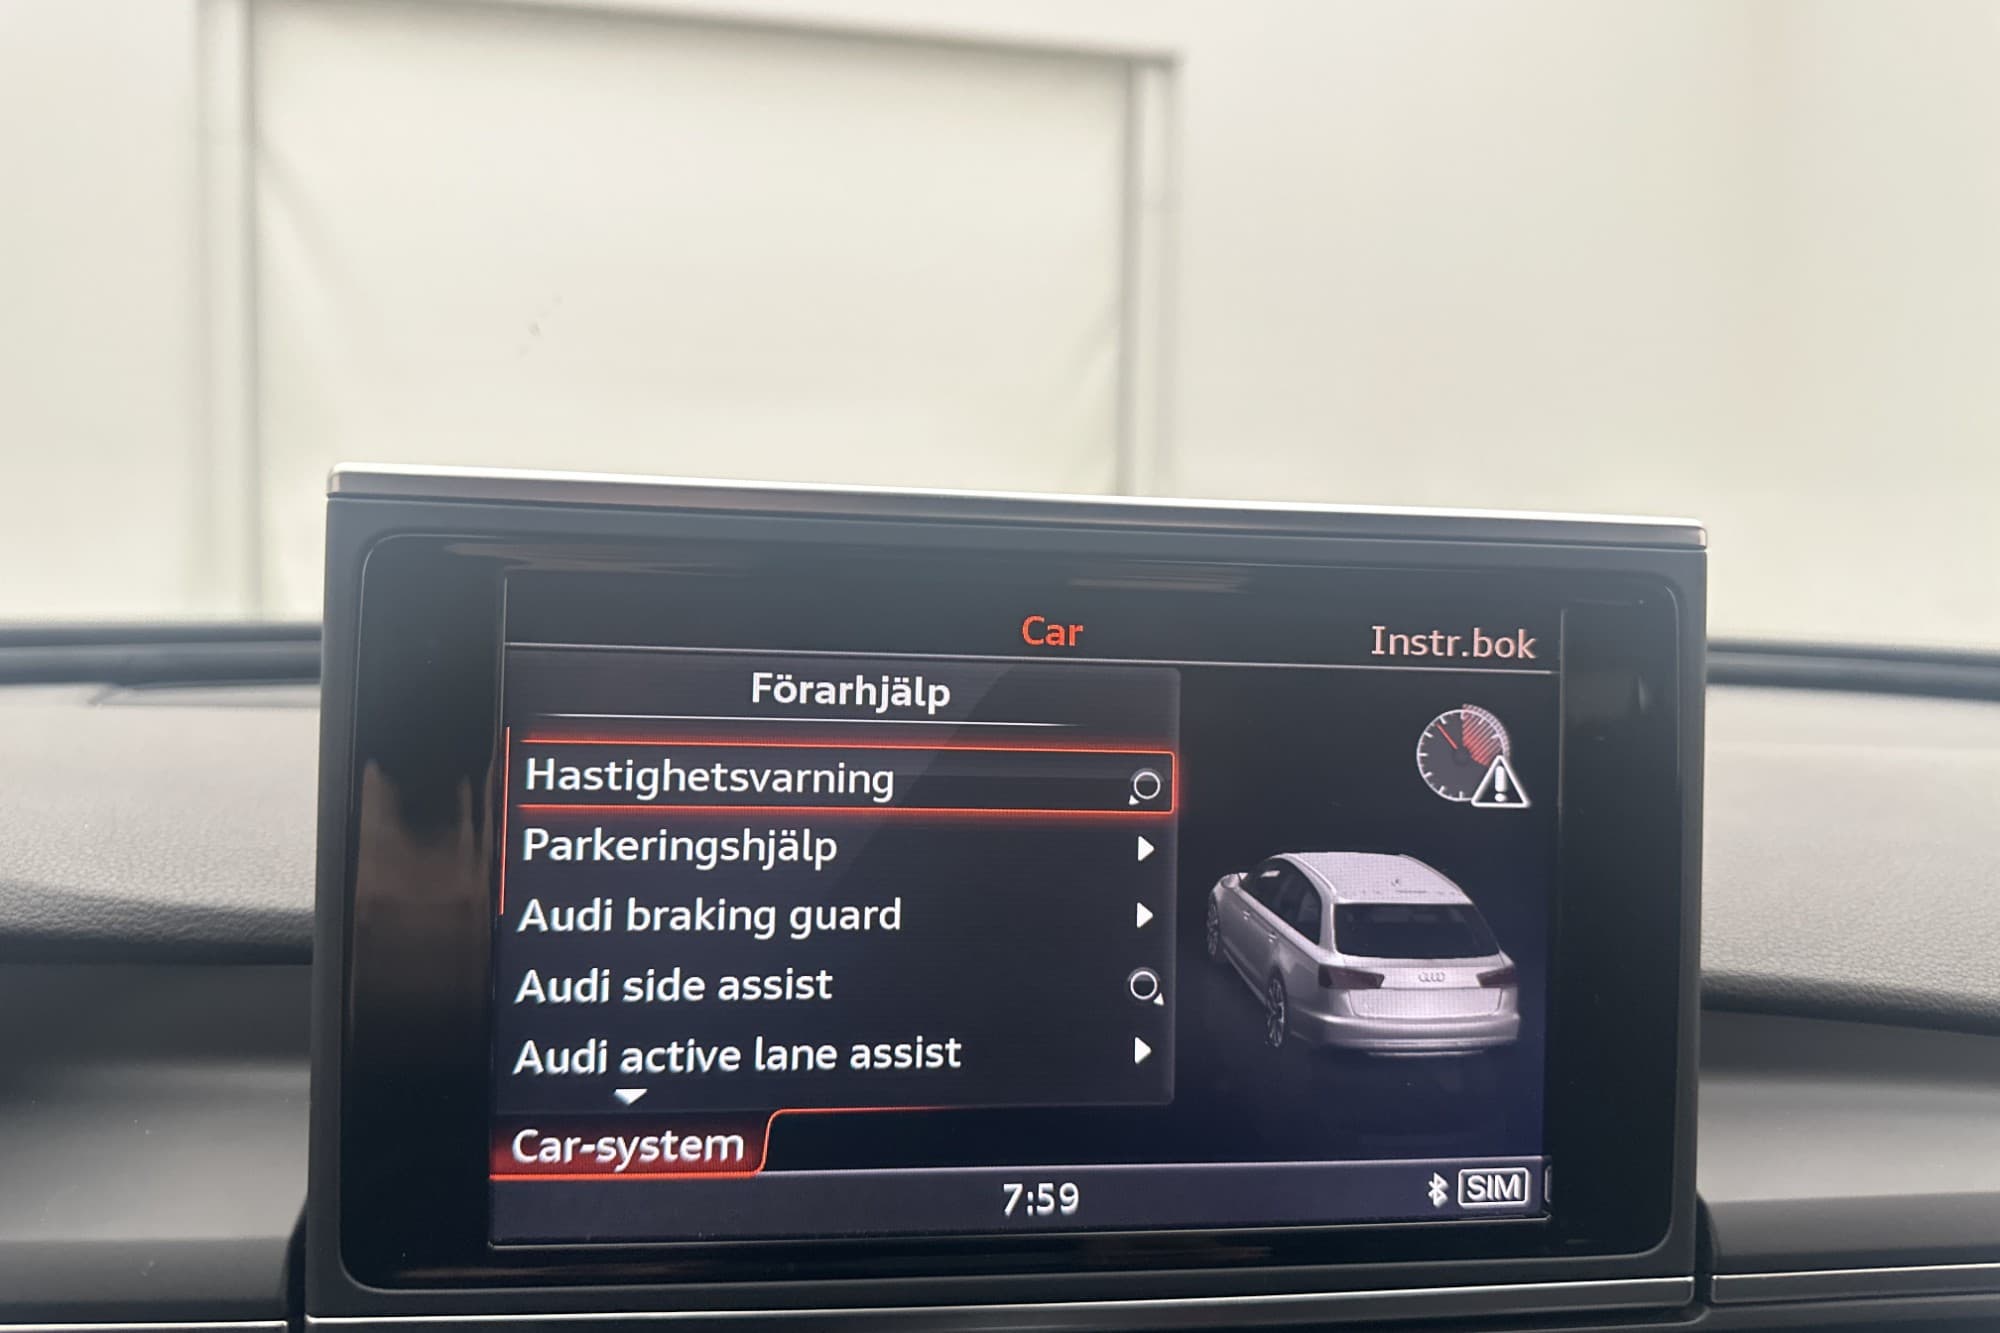 Car
Instr.bok
Förarhjälp
Hastighetsvarning
Parkeringshjälp
Audi braking guard
Audi side assist
Audi active lane assist
Car-system
7:59
SIM